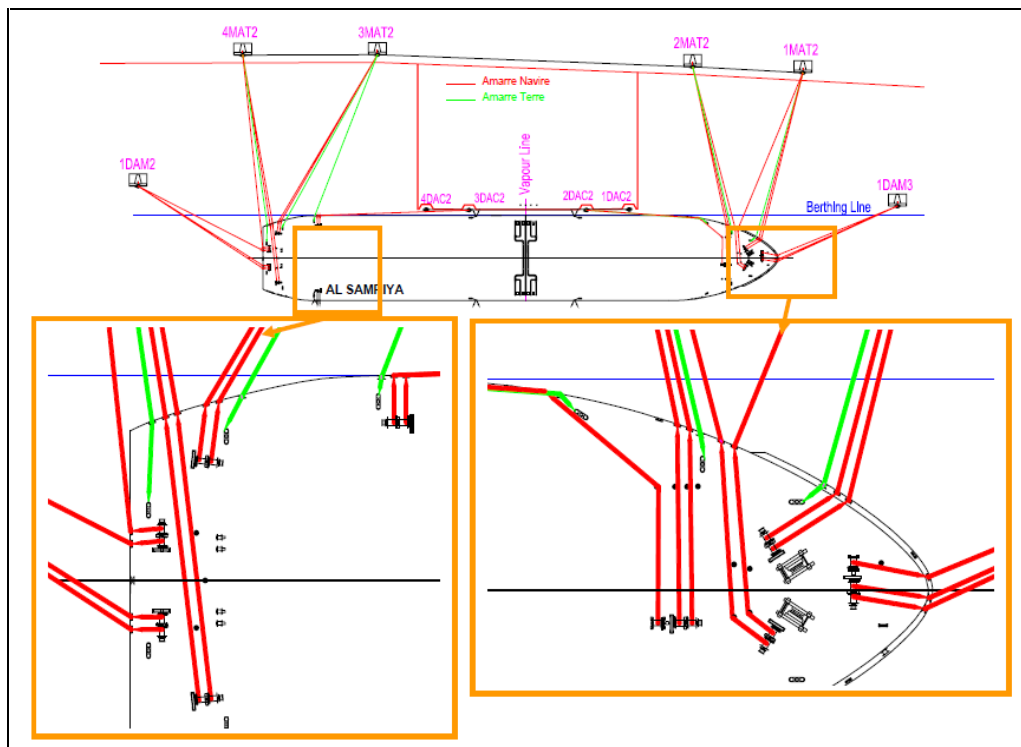 4MAT2
3MAT2
2MAT2
1MAT2
Amarre Navire
Amarre Terre
1DAM2
1DAM3
Vapour Line
4DAC2
3DAC2
2DAC2
1DAC2
Berthing Line
AL SAMRIYA